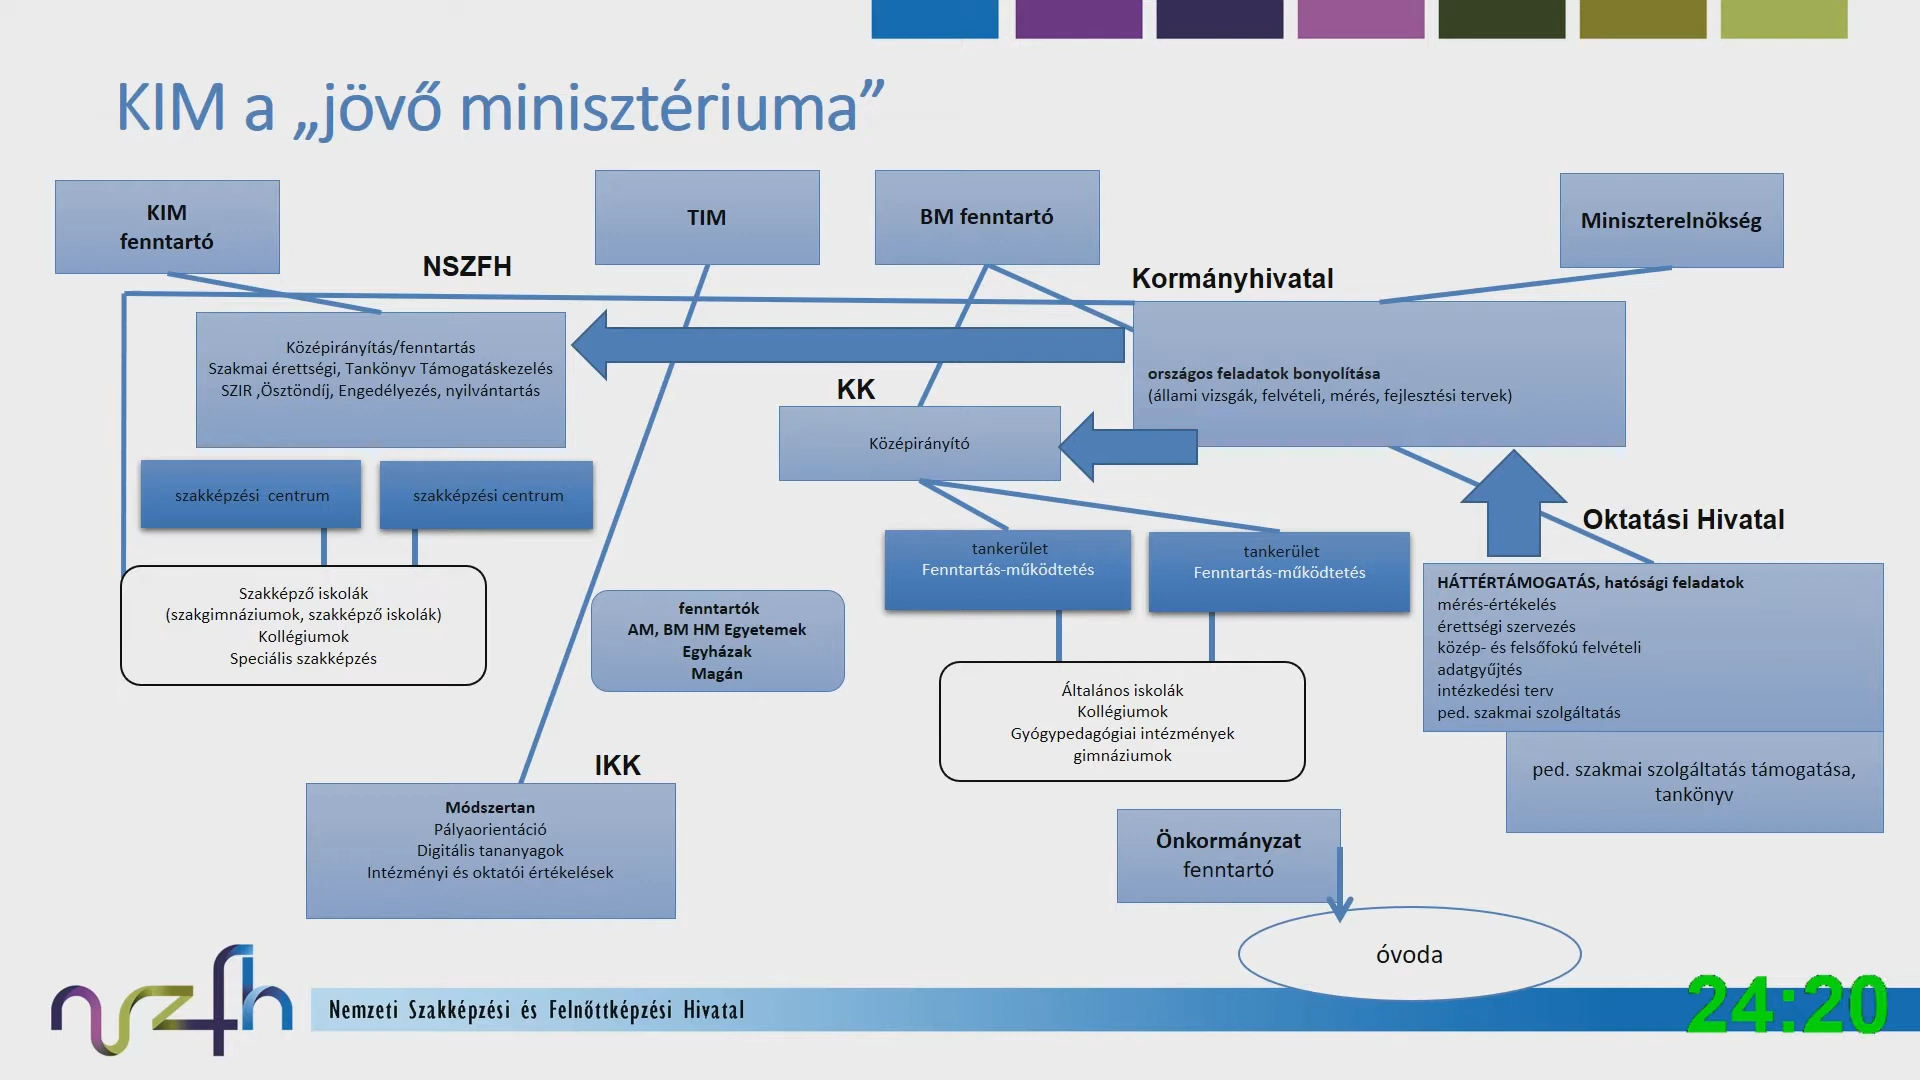 KIM a „jövő minisztériuma”
KIM
fenntartó
TIM
BM fenntartó
Miniszterelnökség
NSZFH
Kormányhivatal
Középirányítás/fenntartás
Szakmai érettségi, Tankönyv Támogatáskezelés
SZIR ,Ösztöndíj, Engedélyezés, nyilvántartás
országos feladatok bonyolítása
(állami vizsgák, felvételi, mérés, fejlesztési tervek)
KK
Középirányító
szakképzési centrum
szakképzési centrum
Oktatási Hivatal
tankerület
Fenntartás-működtetés
tankerület
Fenntartás-működtetés
Szakképző iskolák
(szakgimnáziumok, szakképző iskolák)
Kollégiumok
Speciális szakképzés
fenntartók
AM, BM HM Egyetemek
Egyházak
Magán
HÁTTÉRTÁMOGATÁS, hatósági feladatok
mérés-értékelés
érettségi szervezés
közép- és felsőfokú felvételi
adatgyűjtés
intézkedési terv
ped. szakmai szolgáltatás
Általános iskolák
Kollégiumok
Gyógypedagógiai intézmények
gimnáziumok
ped. szakmai szolgáltatás támogatása,
tankönyv
IKK
Módszertan
Pályaorientáció
Digitális tananyagok
Intézményi és oktatói értékelések
Önkormányzat
fenntartó
óvoda
nszfh
Nemzeti Szakképzési és Felnőttképzési Hivatal
24:20